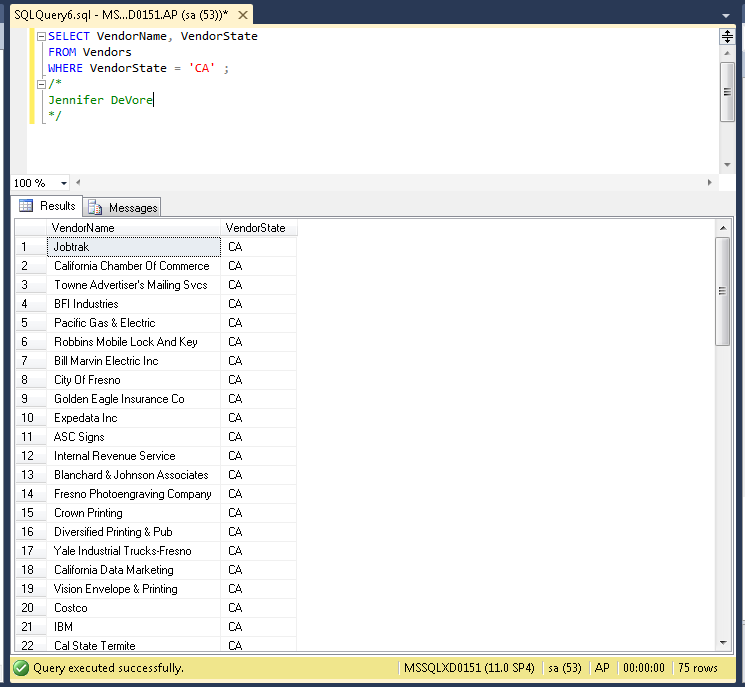 SQLQuery6.sql - MS...D0151.AP (sa (53))*
SELECT VendorName, VendorState
FROM Vendors
WHERE VendorState = 'CA' ;
/*
Jennifer DeVore
*/
100 %
Results Messages
VendorName VendorState
1 Jobtrak CA
2 California Chamber Of Commerce CA
3 Towne Advertiser's Mailing Svcs CA
4 BFI Industries CA
5 Pacific Gas & Electric CA
6 Robbins Mobile Lock And Key CA
7 Bill Marvin Electric Inc CA
8 City Of Fresno CA
9 Golden Eagle Insurance Co CA
10 Expedata Inc CA
11 ASC Signs CA
12 Internal Revenue Service CA
13 Blanchard & Johnson Associates CA
14 Fresno Photoengraving Company CA
15 Crown Printing CA
16 Diversified Printing & Pub CA
17 Yale Industrial Trucks-Fresno CA
18 California Data Marketing CA
19 Vision Envelope & Printing CA
20 Costco CA
21 IBM CA
22 Cal State Termite CA
Query executed successfully. MSSQLXD0151 (11.0 SP4) sa (53) AP 00:00:00 75 rows